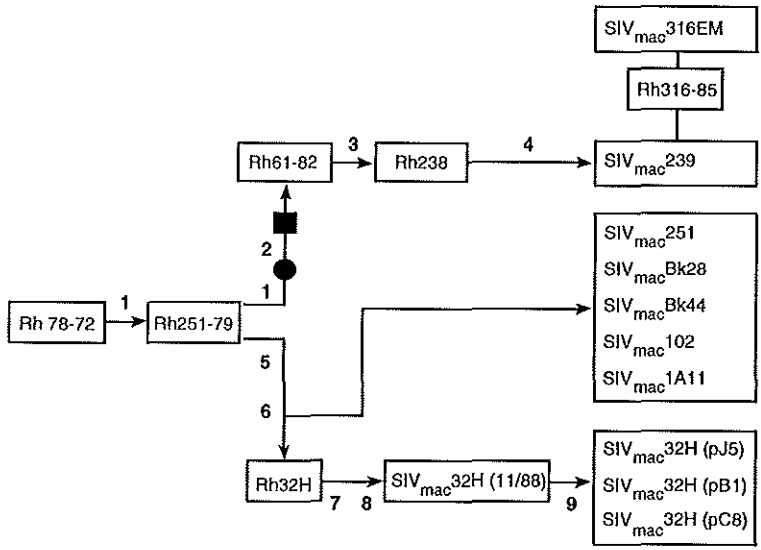 SIVmac316EM
Rh316-85
Rh61-82
3
Rh238
4
SIVmac239
2
1
Rh 78-72
1
Rh251-79
5
6
SIVmac251
SIVmacBk28
SIVmacBk44
SIVmac102
SIVmac1A11
Rh32H
7
8
SIVmac32H (11/88)
9
SIVmac32H (pJ5)
SIVmac32H (pB1)
SIVmac32H (pC8)